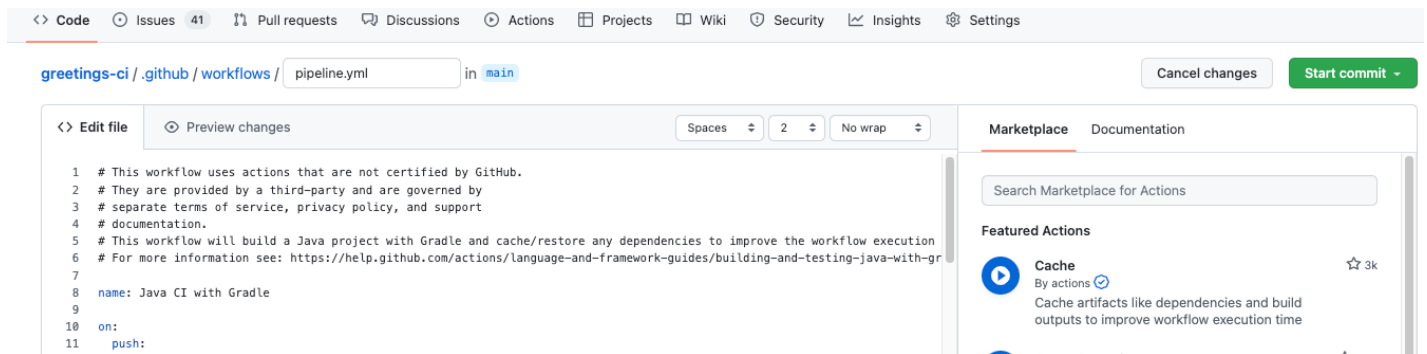 Code Issues 41 Pull requests Discussions Actions Projects Wiki Security Insights Settings
greetings-ci / .github / workflows / pipeline.yml in main Cancel changes Start commit
Edit file Preview changes Spaces 2 No wrap
1 # This workflow uses actions that are not certified by GitHub.
2 # They are provided by a third-party and are governed by
3 # separate terms of service, privacy policy, and support
4 # documentation.
5 # This workflow will build a Java project with Gradle and cache/restore any dependencies to improve the workflow execution
6 # For more information see: https://help.github.com/actions/language-and-framework-guides/building-and-testing-java-with-gr
7
8 name: Java CI with Gradle
9
10 on:
11 push:
Marketplace Documentation
Search Marketplace for Actions
Featured Actions
Cache 3k
By actions
Cache artifacts like dependencies and build
outputs to improve workflow execution time